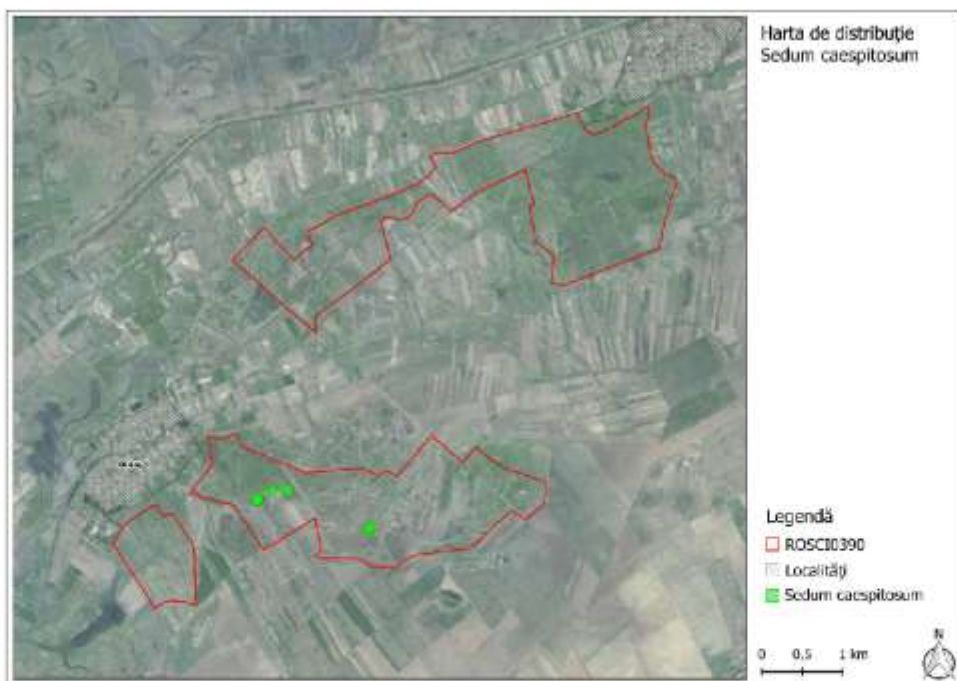 Harta de distribuție
Sedum caespitosum
Legendă
ROSCI0390
Localități
Sedum caespitosum
0 0,5 1 km
N